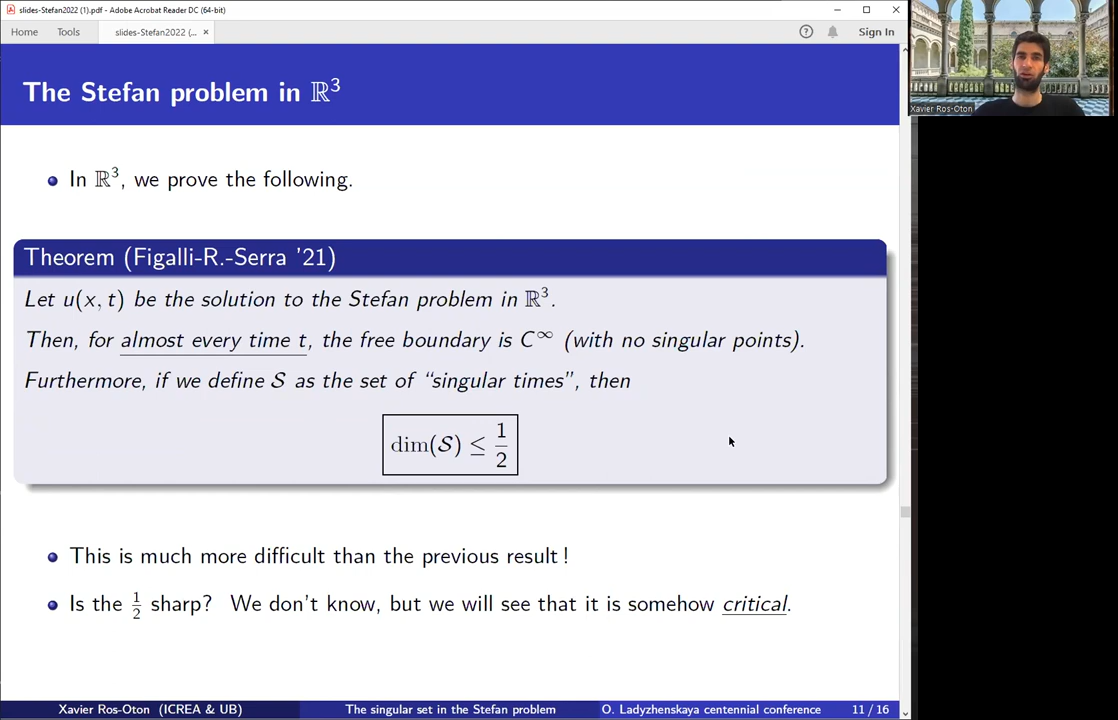 slides-Stefan2022 (1).pdf - Adobe Acrobat Reader DC (64-bit)
Home Tools slides-Stefan2022 (... × Sign In
The Stefan problem in ℝ³
Xavier Ros-Oton
In ℝ³, we prove the following.
Theorem (Figalli-R.-Serra '21)
Let u(x, t) be the solution to the Stefan problem in ℝ³.
Then, for almost every time t, the free boundary is C^∞ (with no singular points).
Furthermore, if we define 𝒮 as the set of “singular times”, then
dim(𝒮) ≤ 1/2
This is much more difficult than the previous result !
Is the 1/2 sharp? We don't know, but we will see that it is somehow critical.
Xavier Ros-Oton (ICREA & UB) The singular set in the Stefan problem O. Ladyzhenskaya centennial conference 11 / 16